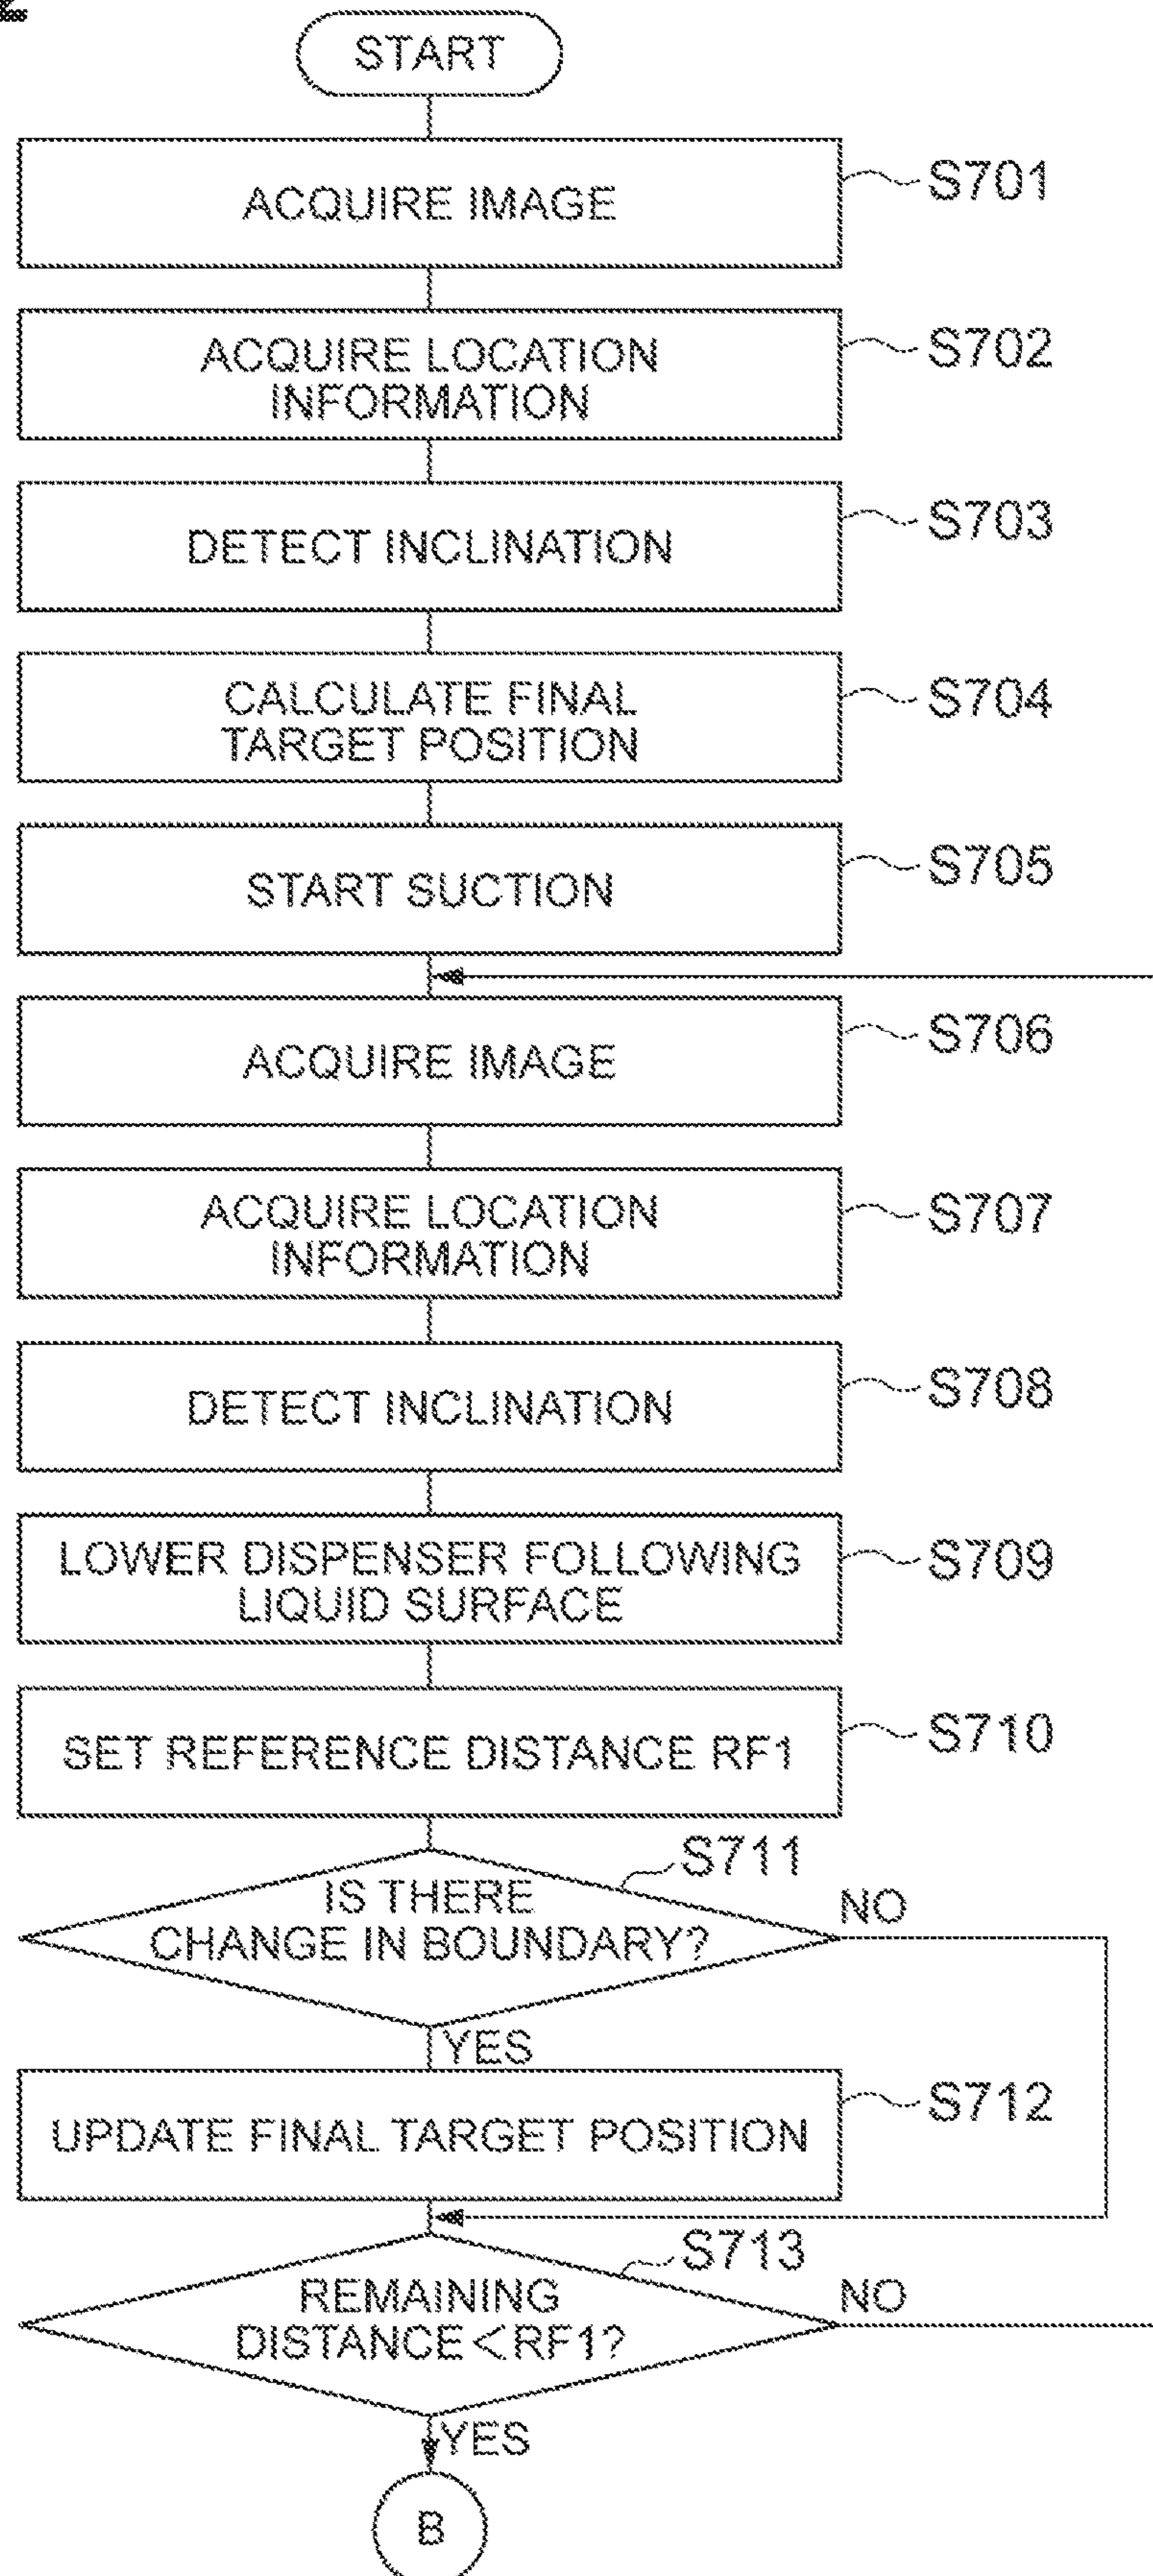 START
ACQUIRE IMAGE
S701
ACQUIRE LOCATION
INFORMATION
S702
DETECT INCLINATION
S703
CALCULATE FINAL
TARGET POSITION
S704
START SUCTION
S705
ACQUIRE IMAGE
S706
ACQUIRE LOCATION
INFORMATION
S707
DETECT INCLINATION
S708
LOWER DISPENSER FOLLOWING
LIQUID SURFACE
S709
SET REFERENCE DISTANCE RF1
S710
S711
IS THERE
CHANGE IN BOUNDARY?
NO
YES
UPDATE FINAL TARGET POSITION
S712
S713
REMAINING
DISTANCE<RF1?
NO
YES
B